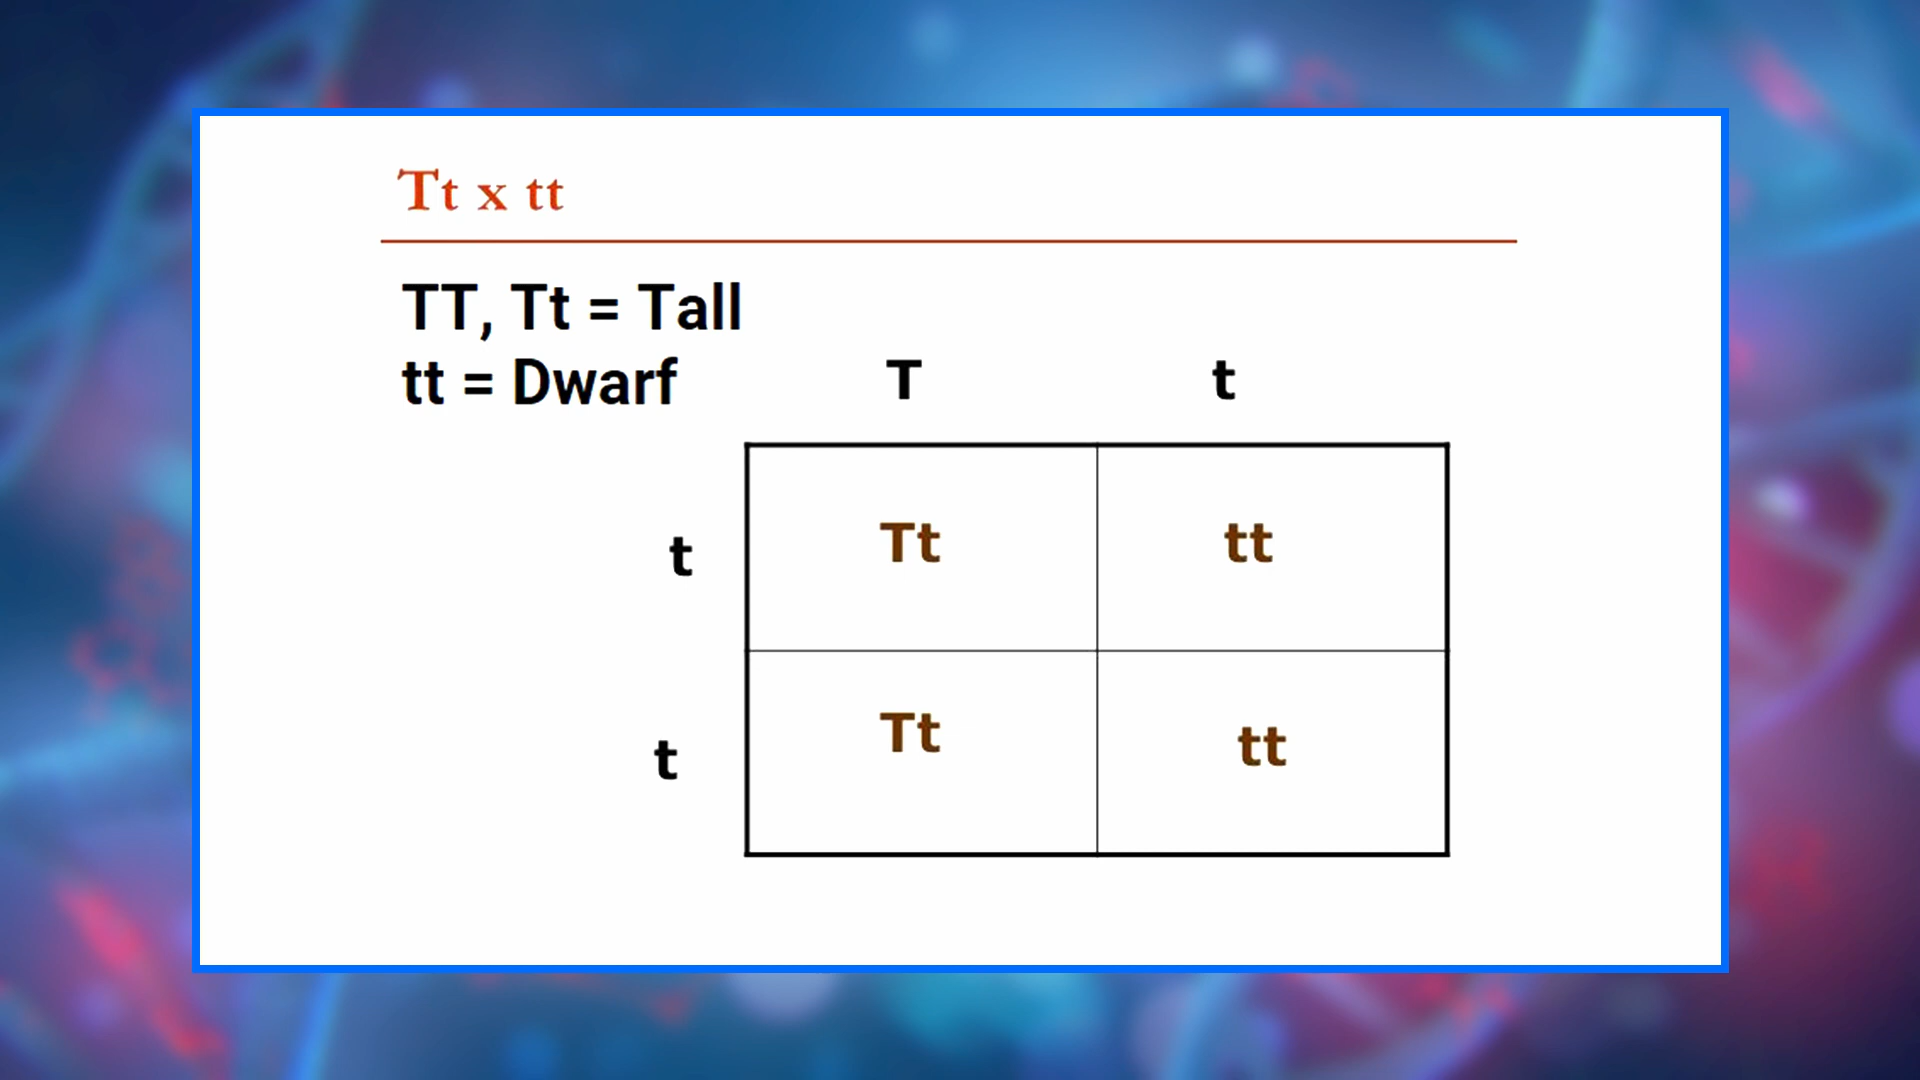 Tt x tt
TT, Tt = Tall
tt = Dwarf
T t
t Tt tt
t Tt tt